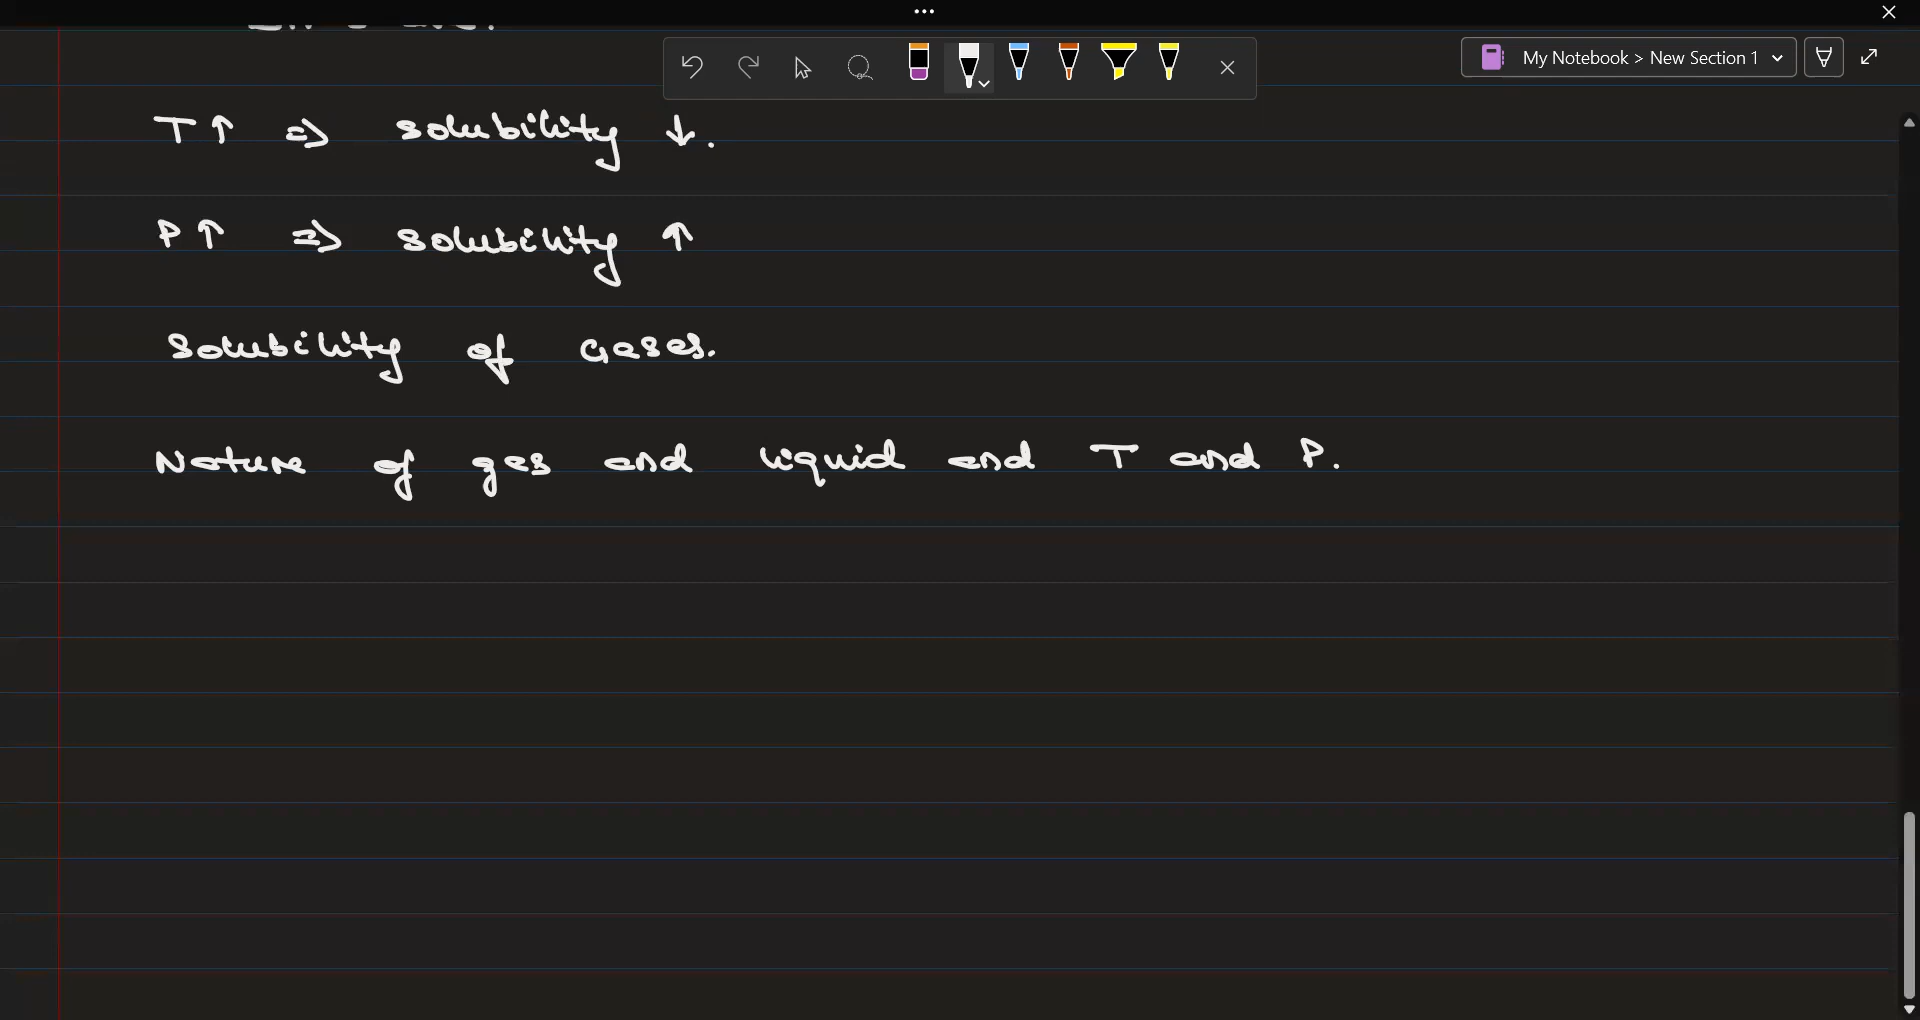 My Notebook > New Section 1
T↑ ⇒ solubility ↓.
P↑ ⇒ solubility ↑
Solubility of Gases.
Nature of gas and liquid and T and P.